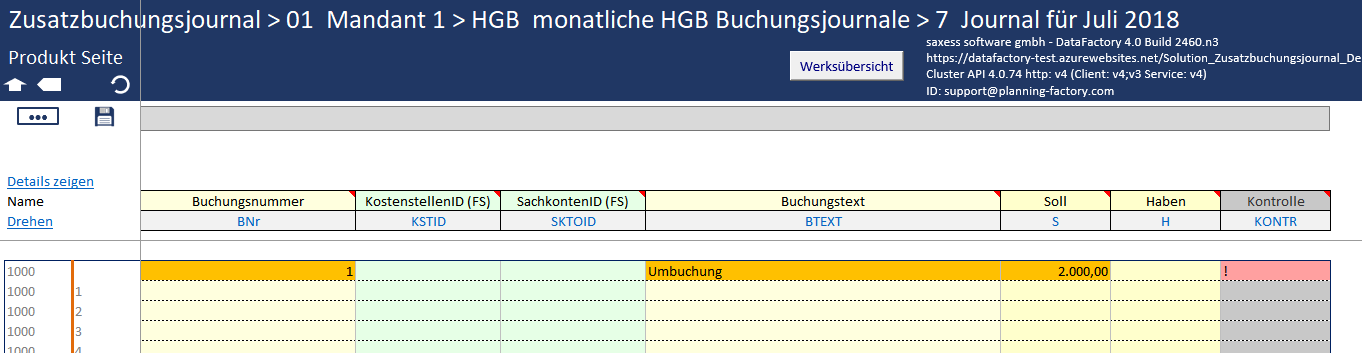 Zusatzbuchungsjournal > 01 Mandant 1 > HGB monatliche HGB Buchungsjournale > 7 Journal für Juli 2018
Produkt Seite
Werksübersicht
saxess software gmbh - DataFactory 4.0 Build 2460.n3
https://datafactory-test.azurewebsites.net/Solution_Zusatzbuchungsjournal_De
Cluster API 4.0.74 http: v4 (Client: v4;v3 Service: v4)
ID: support@planning-factory.com
Details zeigen
Name Buchungsnummer KostenstellenID (FS) SachkontenID (FS) Buchungstext Soll Haben Kontrolle
Drehen BNr KSTID SKTOID BTEXT S H KONTR
1000 1 Umbuchung 2.000,00 !
1000 1
1000 2
1000 3
1000 4